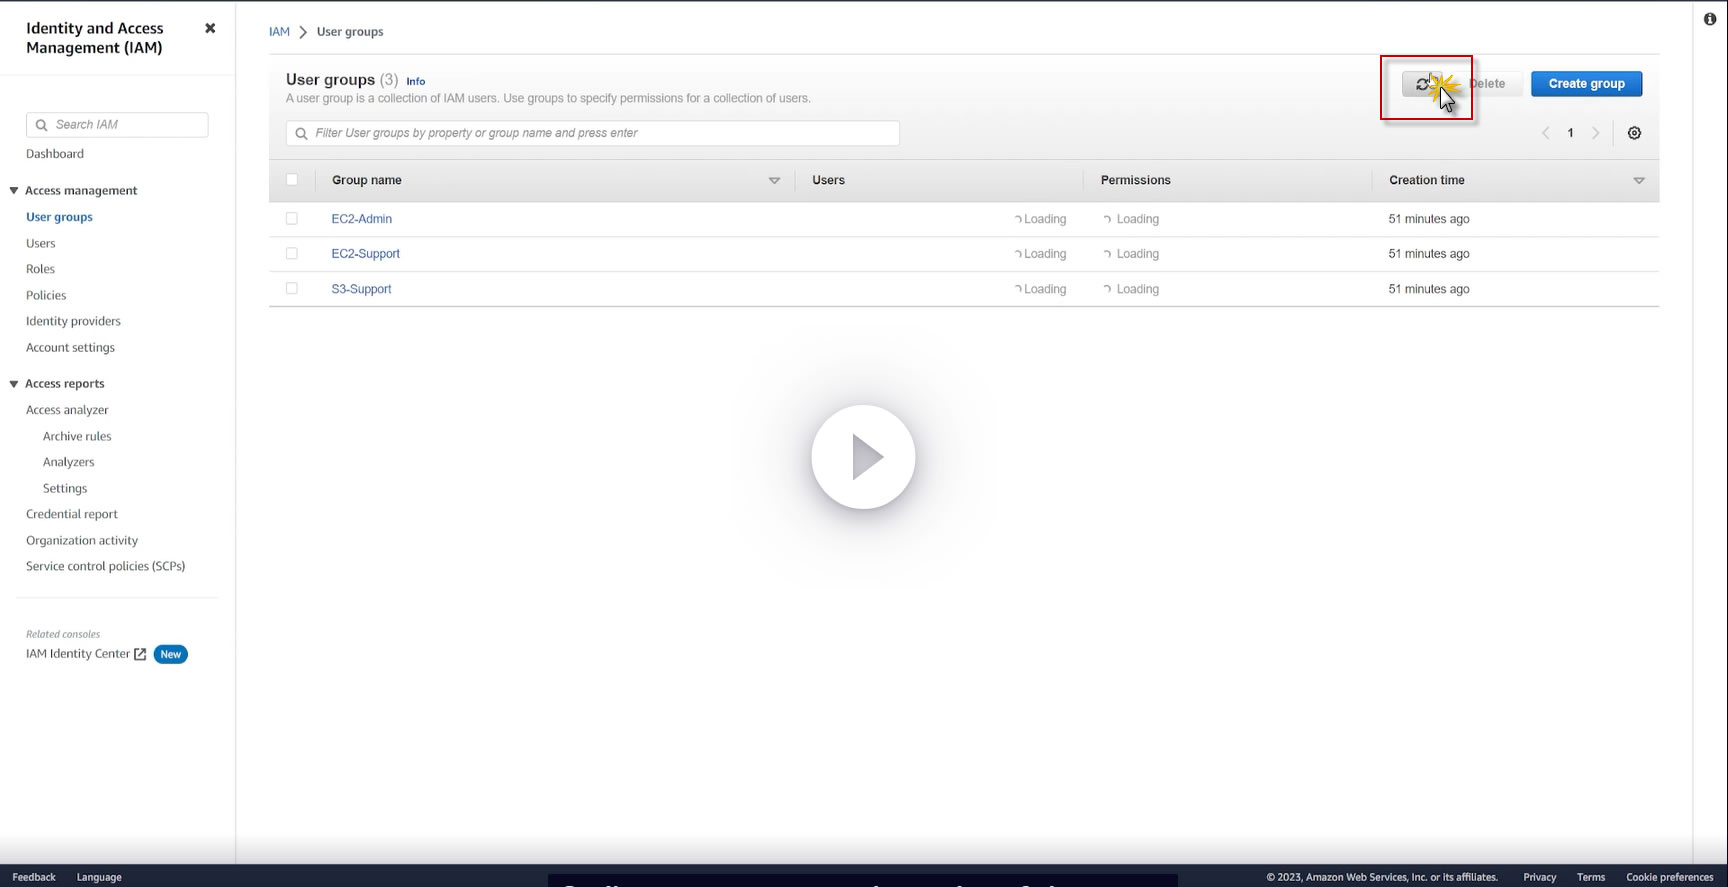 Identity and Access
Management (IAM)
Search IAM
Dashboard
Access management
User groups
Users
Roles
Policies
Identity providers
Account settings
Access reports
Access analyzer
Archive rules
Analyzers
Settings
Credential report
Organization activity
Service control policies (SCPs)
Related consoles
IAM Identity Center New
IAM User groups
User groups (3) Info
A user group is a collection of IAM users. Use groups to specify permissions for a collection of users.
Delete Create group
Filter User groups by property or group name and press enter
1
Group name Users Permissions Creation time
EC2-Admin Loading Loading 51 minutes ago
EC2-Support Loading Loading 51 minutes ago
S3-Support Loading Loading 51 minutes ago
Feedback Language © 2023, Amazon Web Services, Inc. or its affiliates. Privacy Terms Cookie preferences